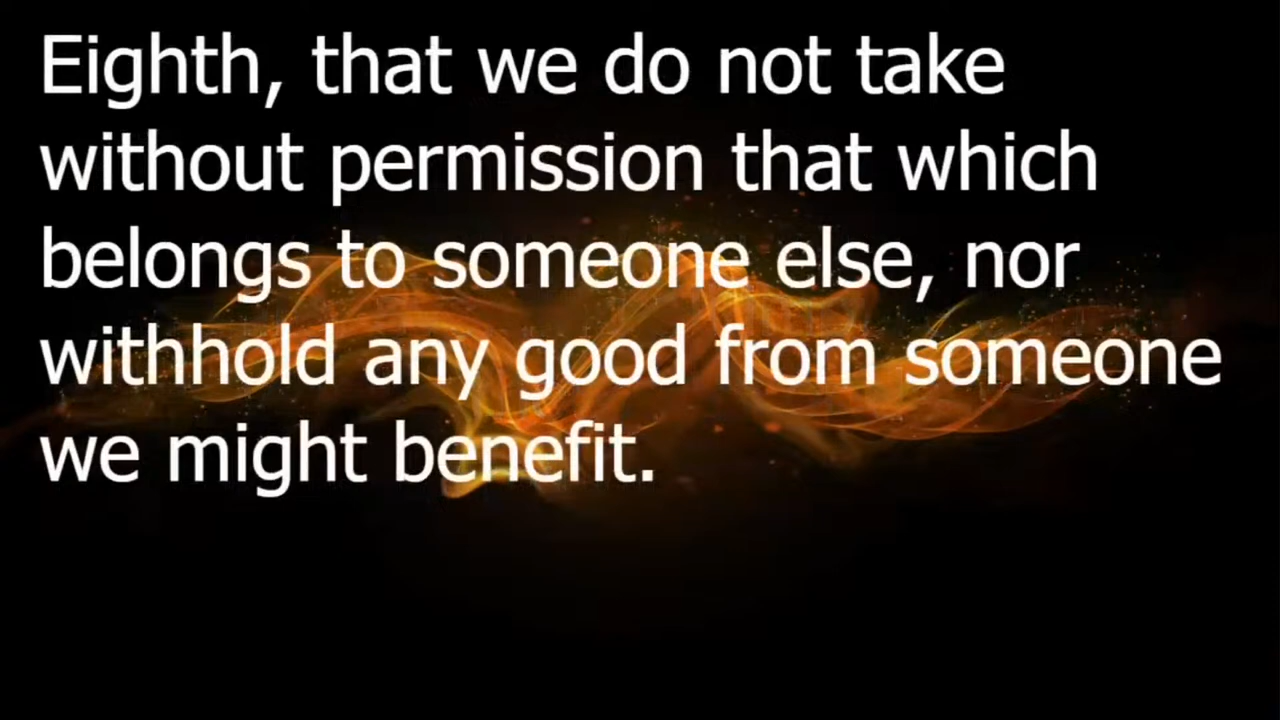 Eighth, that we do not take
without permission that which
belongs to someone else, nor
withhold any good from someone
we might benefit.